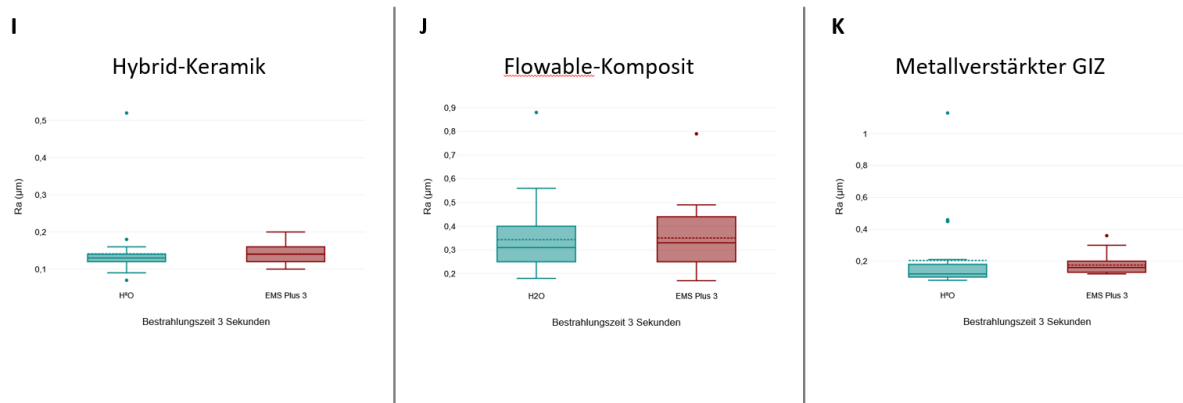 I
Hybrid-Keramik
0,5
0,4
0,3
0,2
0,1
Ra (µm)
H²O
EMS Plus 3
Bestrahlungszeit 3 Sekunden
J
Flowable-Komposit
0,9
0,8
0,7
0,6
0,5
0,4
0,3
0,2
Ra (µm)
H2O
EMS Plus 3
Bestrahlungszeit 3 Sekunden
K
Metallverstärkter GIZ
1
0,8
0,6
0,4
0,2
Ra (µm)
H²O
EMS Plus 3
Bestrahlungszeit 3 Sekunden